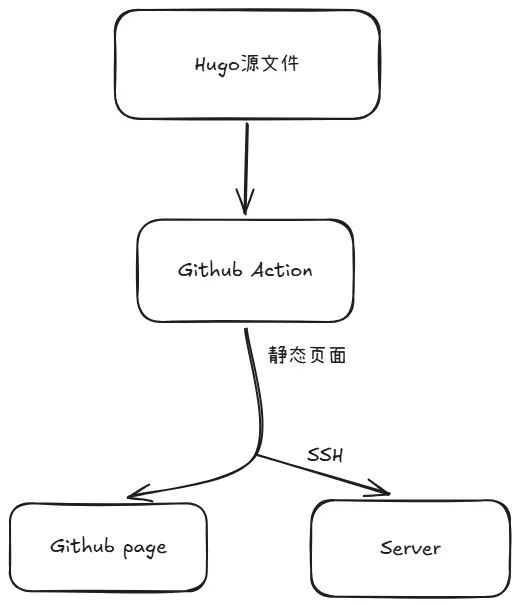 Hugo源文件
Github Action
静态页面
SSH
Github page
Server